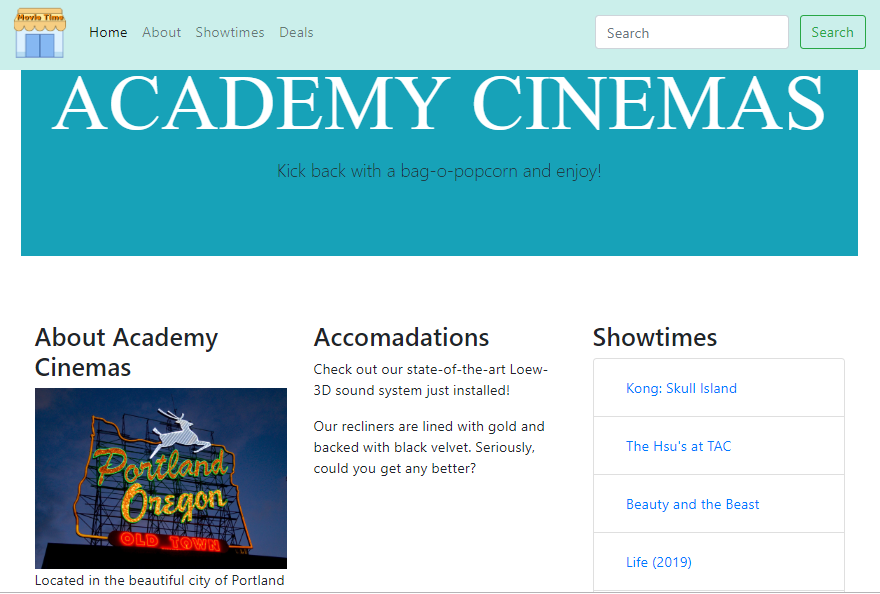 Movie Time
Home About Showtimes Deals
Search
Search
ACADEMY CINEMAS
Kick back with a bag-o-popcorn and enjoy!
About Academy
Cinemas
Portland
Oregon
OLD TOWN
Located in the beautiful city of Portland
Accomadations
Check out our state-of-the-art Loew-
3D sound system just installed!
Our recliners are lined with gold and
backed with black velvet. Seriously,
could you get any better?
Showtimes
Kong: Skull Island
The Hsu's at TAC
Beauty and the Beast
Life (2019)